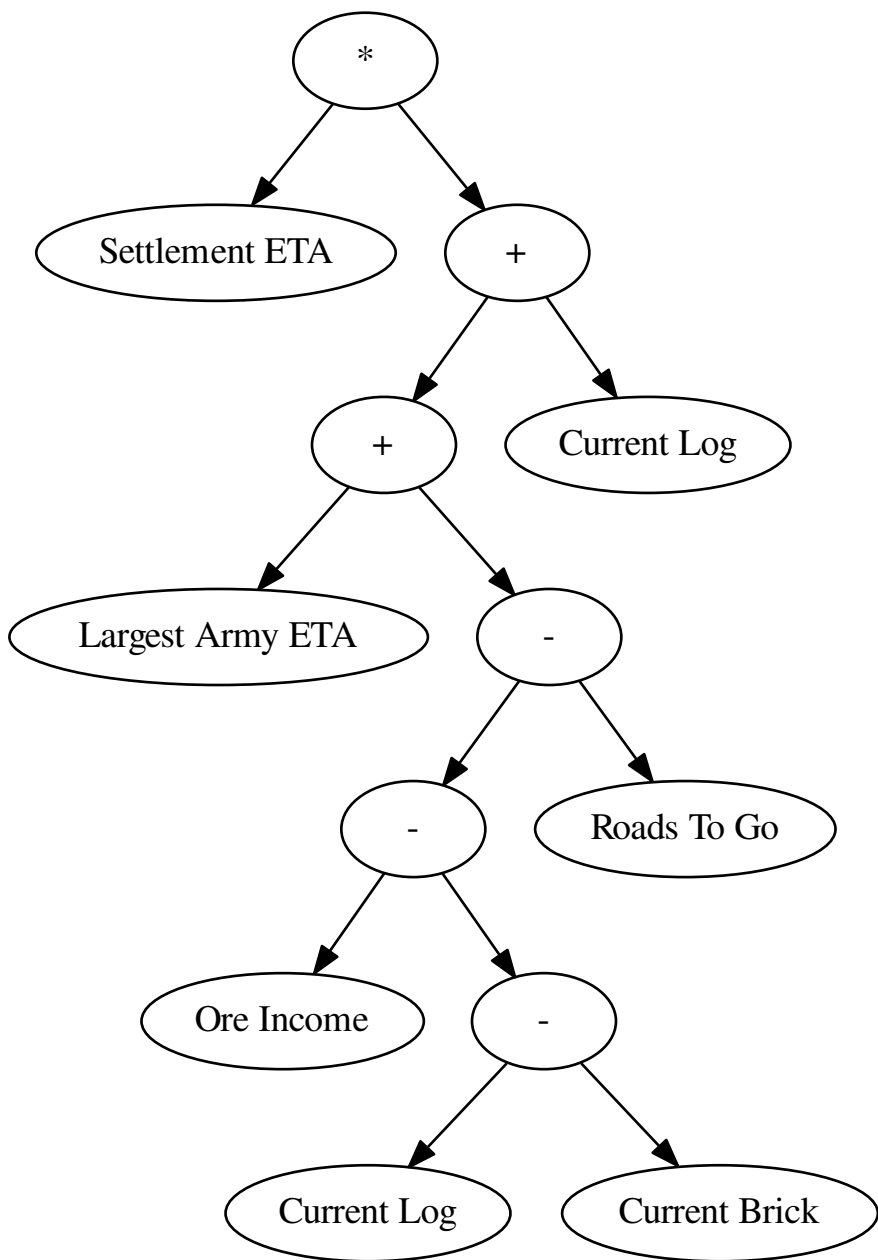 *
Settlement ETA
+
+
Current Log
Largest Army ETA
-
-
Roads To Go
Ore Income
-
Current Log
Current Brick